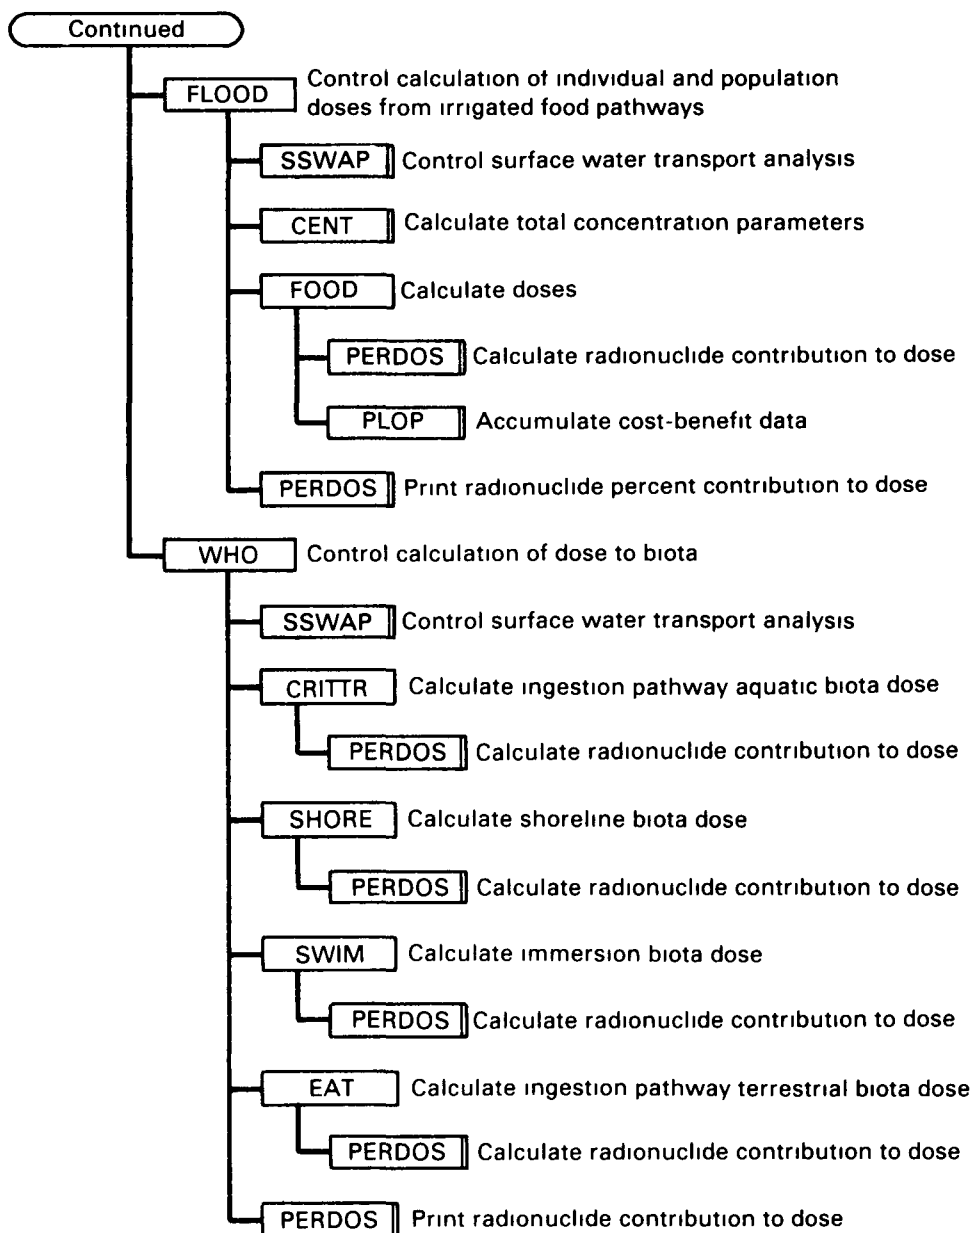 Continued
FLOOD Control calculation of individual and population
doses from irrigated food pathways
SSWAP Control surface water transport analysis
CENT Calculate total concentration parameters
FOOD Calculate doses
PERDOS Calculate radionuclide contribution to dose
PLOP Accumulate cost-benefit data
PERDOS Print radionuclide percent contribution to dose
WHO Control calculation of dose to biota
SSWAP Control surface water transport analysis
CRITTR Calculate ingestion pathway aquatic biota dose
PERDOS Calculate radionuclide contribution to dose
SHORE Calculate shoreline biota dose
PERDOS Calculate radionuclide contribution to dose
SWIM Calculate immersion biota dose
PERDOS Calculate radionuclide contribution to dose
EAT Calculate ingestion pathway terrestrial biota dose
PERDOS Calculate radionuclide contribution to dose
PERDOS Print radionuclide contribution to dose